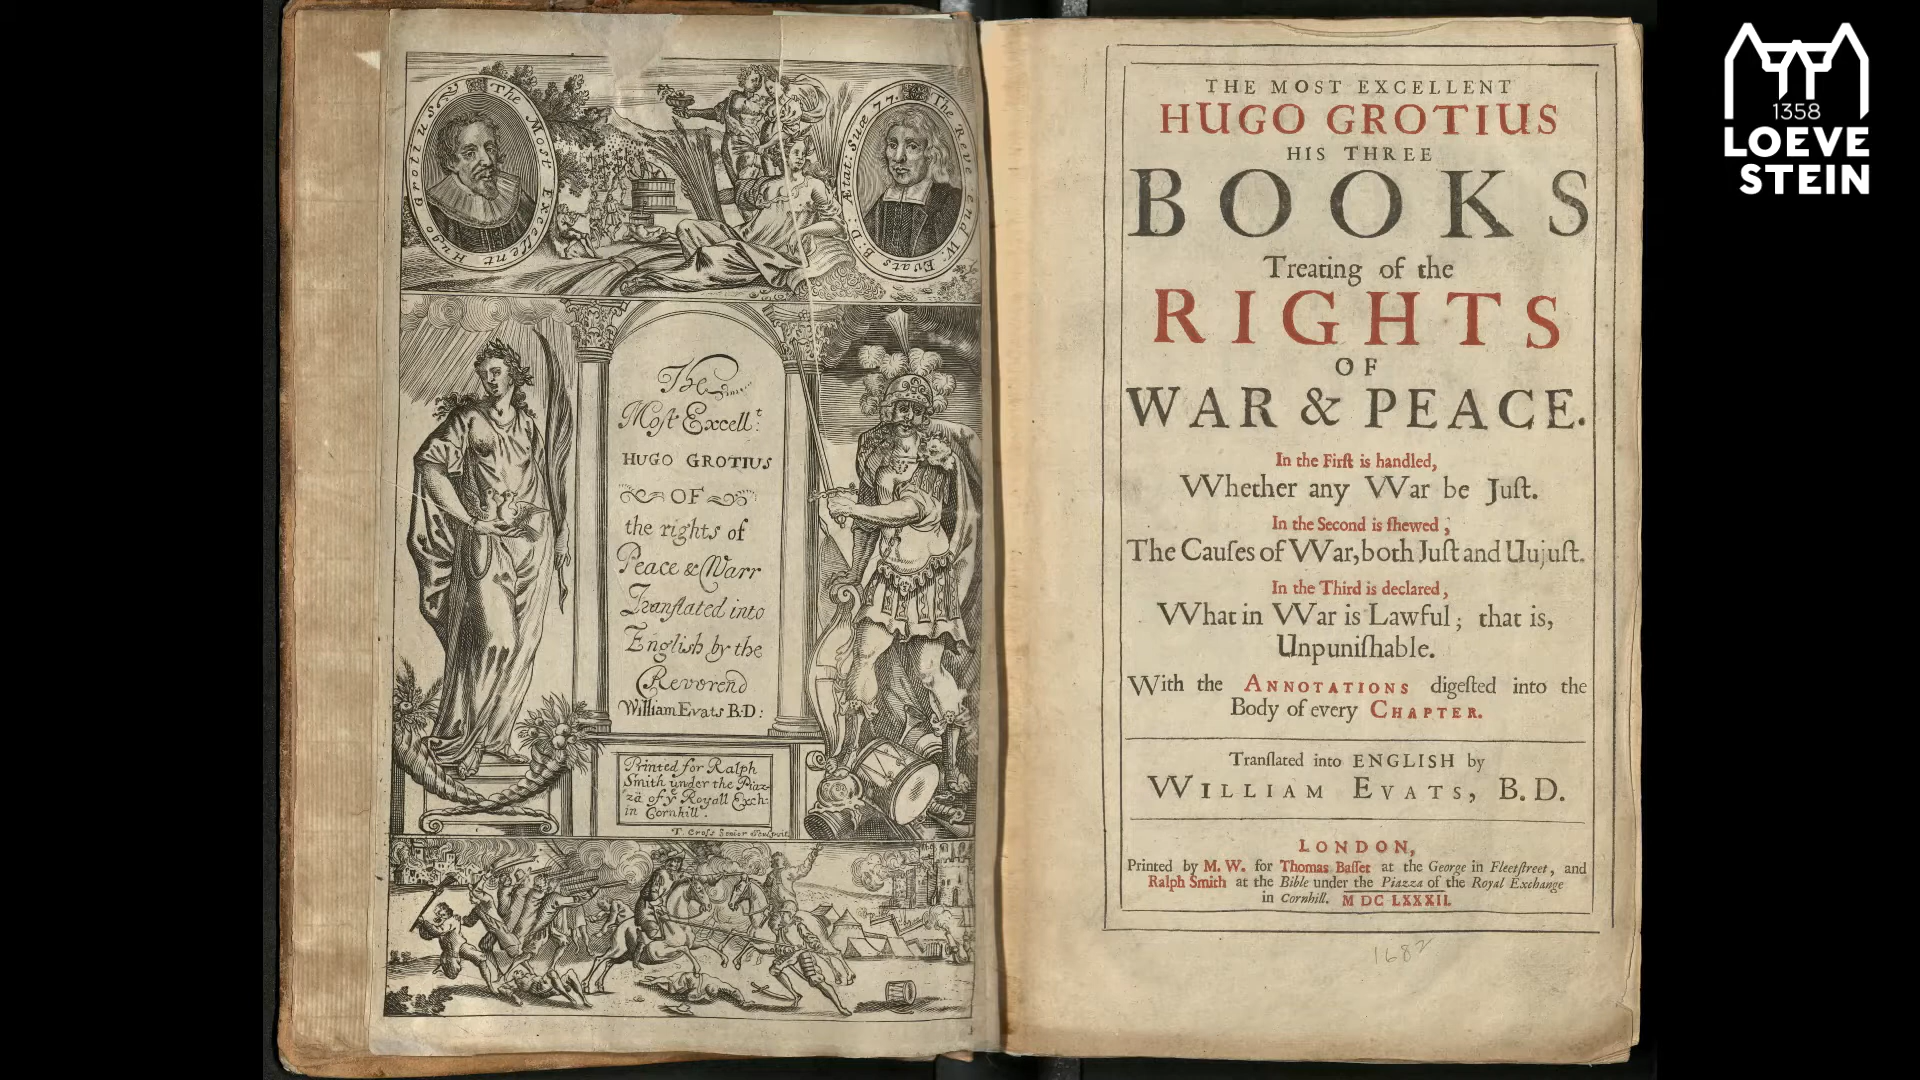 The Most Excellent Hugo Grotius
The Reverend W. Evats B:D. Ætat: Suæ 77.
The
Most Excell.t
HUGO GROTIUS
OF
the rights of
Peace & Warr
Tranſlated into
English by the
Reverend
William Evats B:D:
Printed for Ralph
Smith under the Piaz-
za of yͤ Royall Exch:
in Cornhill.
T. Croſs Senior Sculpsit
THE MOST EXCELLENT
HUGO GROTIUS
HIS THREE
BOOKS
Treating of the
RIGHTS
OF
WAR & PEACE.
In the Firſt is handled,
Whether any War be Juſt.
In the Second is ſhewed,
The Cauſes of War, both Juſt and Uujuſt.
In the Third is declared,
What in War is Lawful; that is,
Unpuniſhable.
With the ANNOTATIONS digeſted into the
Body of every CHAPTER.
Tranſlated into ENGLISH by
WILLIAM EVATS, B.D.
LONDON,
Printed by M. W. for Thomas Baſſet at the George in Fleetſtreet, and
Ralph Smith at the Bible under the Piazza of the Royal Exchange
in Cornhill. MDCLXXXII.
1682
1358
LOEVE
STEIN